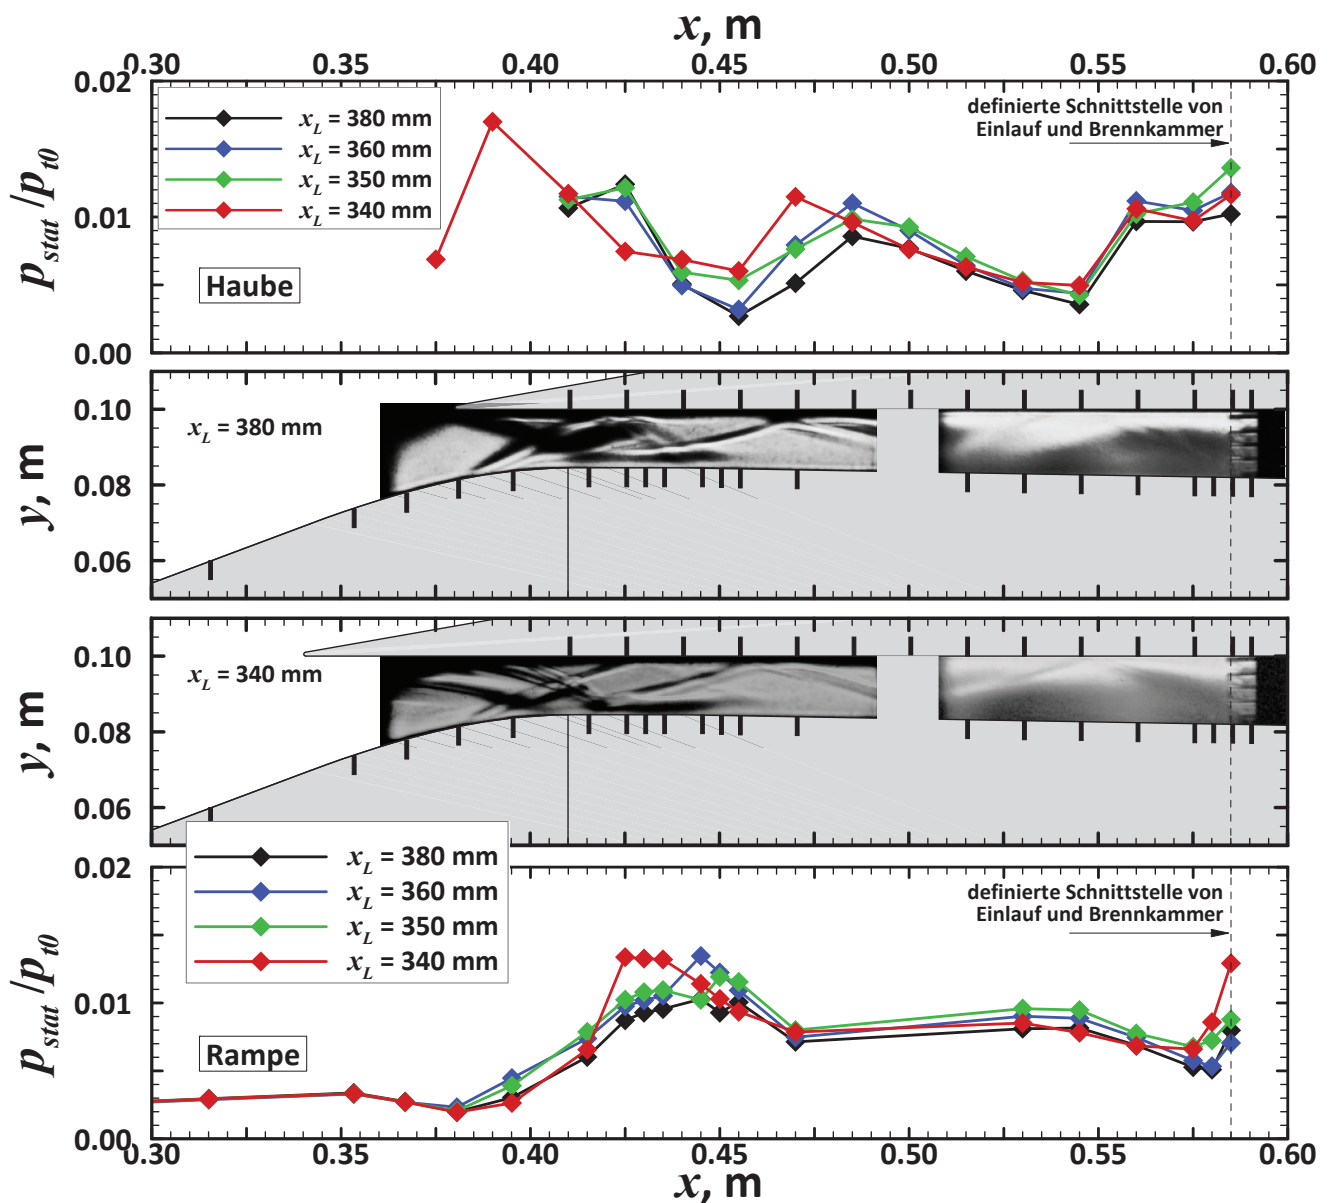 x, m
0.30 0.35 0.40 0.45 0.50 0.55 0.60
0.02
0.01
0.00
p_stat /p_t0
x_L = 380 mm
x_L = 360 mm
x_L = 350 mm
x_L = 340 mm
definierte Schnittstelle von
Einlauf und Brennkammer
Haube
0.10
0.08
0.06
y, m
x_L = 380 mm
0.10
0.08
0.06
y, m
x_L = 340 mm
x_L = 380 mm
x_L = 360 mm
x_L = 350 mm
x_L = 340 mm
0.02
0.01
0.00
p_stat /p_t0
definierte Schnittstelle von
Einlauf und Brennkammer
Rampe
0.30 0.35 0.40 0.45 0.50 0.55 0.60
x, m